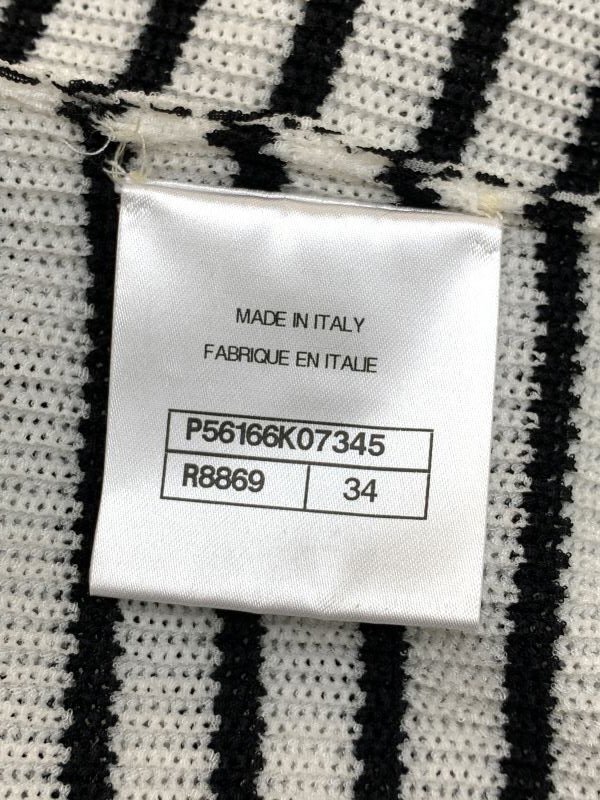 MADE IN ITALY
FABRIQUE EN ITALIE
P56166K07345
R8869 34